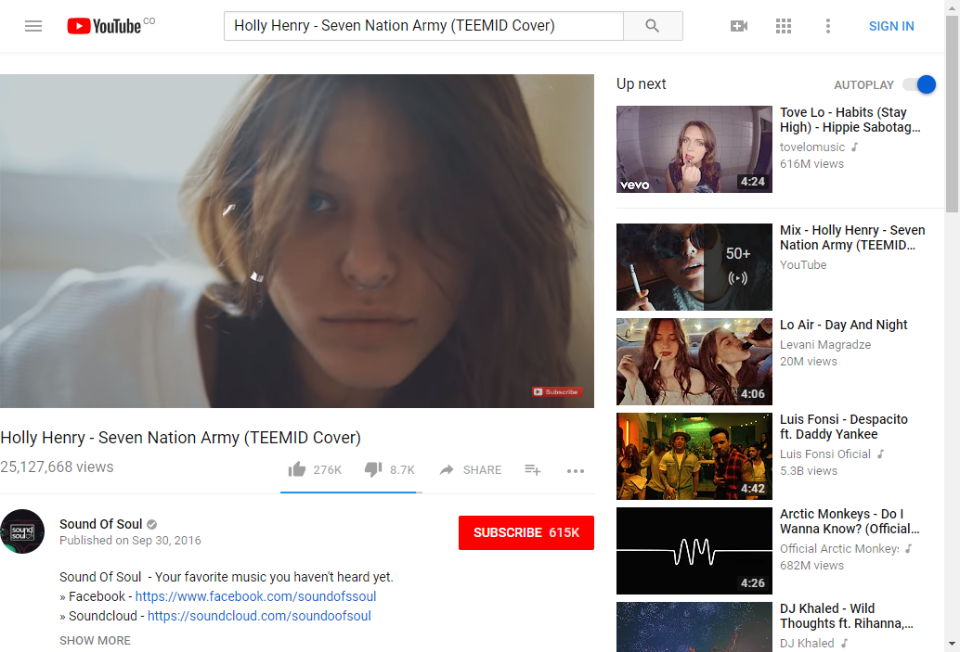 YouTube CO
Holly Henry - Seven Nation Army (TEEMID Cover)
SIGN IN
Subscribe
Holly Henry - Seven Nation Army (TEEMID Cover)
25,127,668 views
276K
8.7K
SHARE
sound of soul
Sound Of Soul
Published on Sep 30, 2016
SUBSCRIBE 615K
Sound Of Soul - Your favorite music you haven't heard yet.
» Facebook - https://www.facebook.com/soundofssoul
» Soundcloud - https://soundcloud.com/soundoofsoul
SHOW MORE
Up next
AUTOPLAY
vevo
4:24
Tove Lo - Habits (Stay
High) - Hippie Sabotag...
tovelomusic
616M views
50+
Mix - Holly Henry - Seven
Nation Army (TEEMID...
YouTube
4:06
Lo Air - Day And Night
Levani Magradze
20M views
4:42
Luis Fonsi - Despacito
ft. Daddy Yankee
Luis Fonsi Oficial
5.3B views
4:26
Arctic Monkeys - Do I
Wanna Know? (Official...
Official Arctic Monkeys
682M views
DJ Khaled - Wild
Thoughts ft. Rihanna,...
DJ Khaled